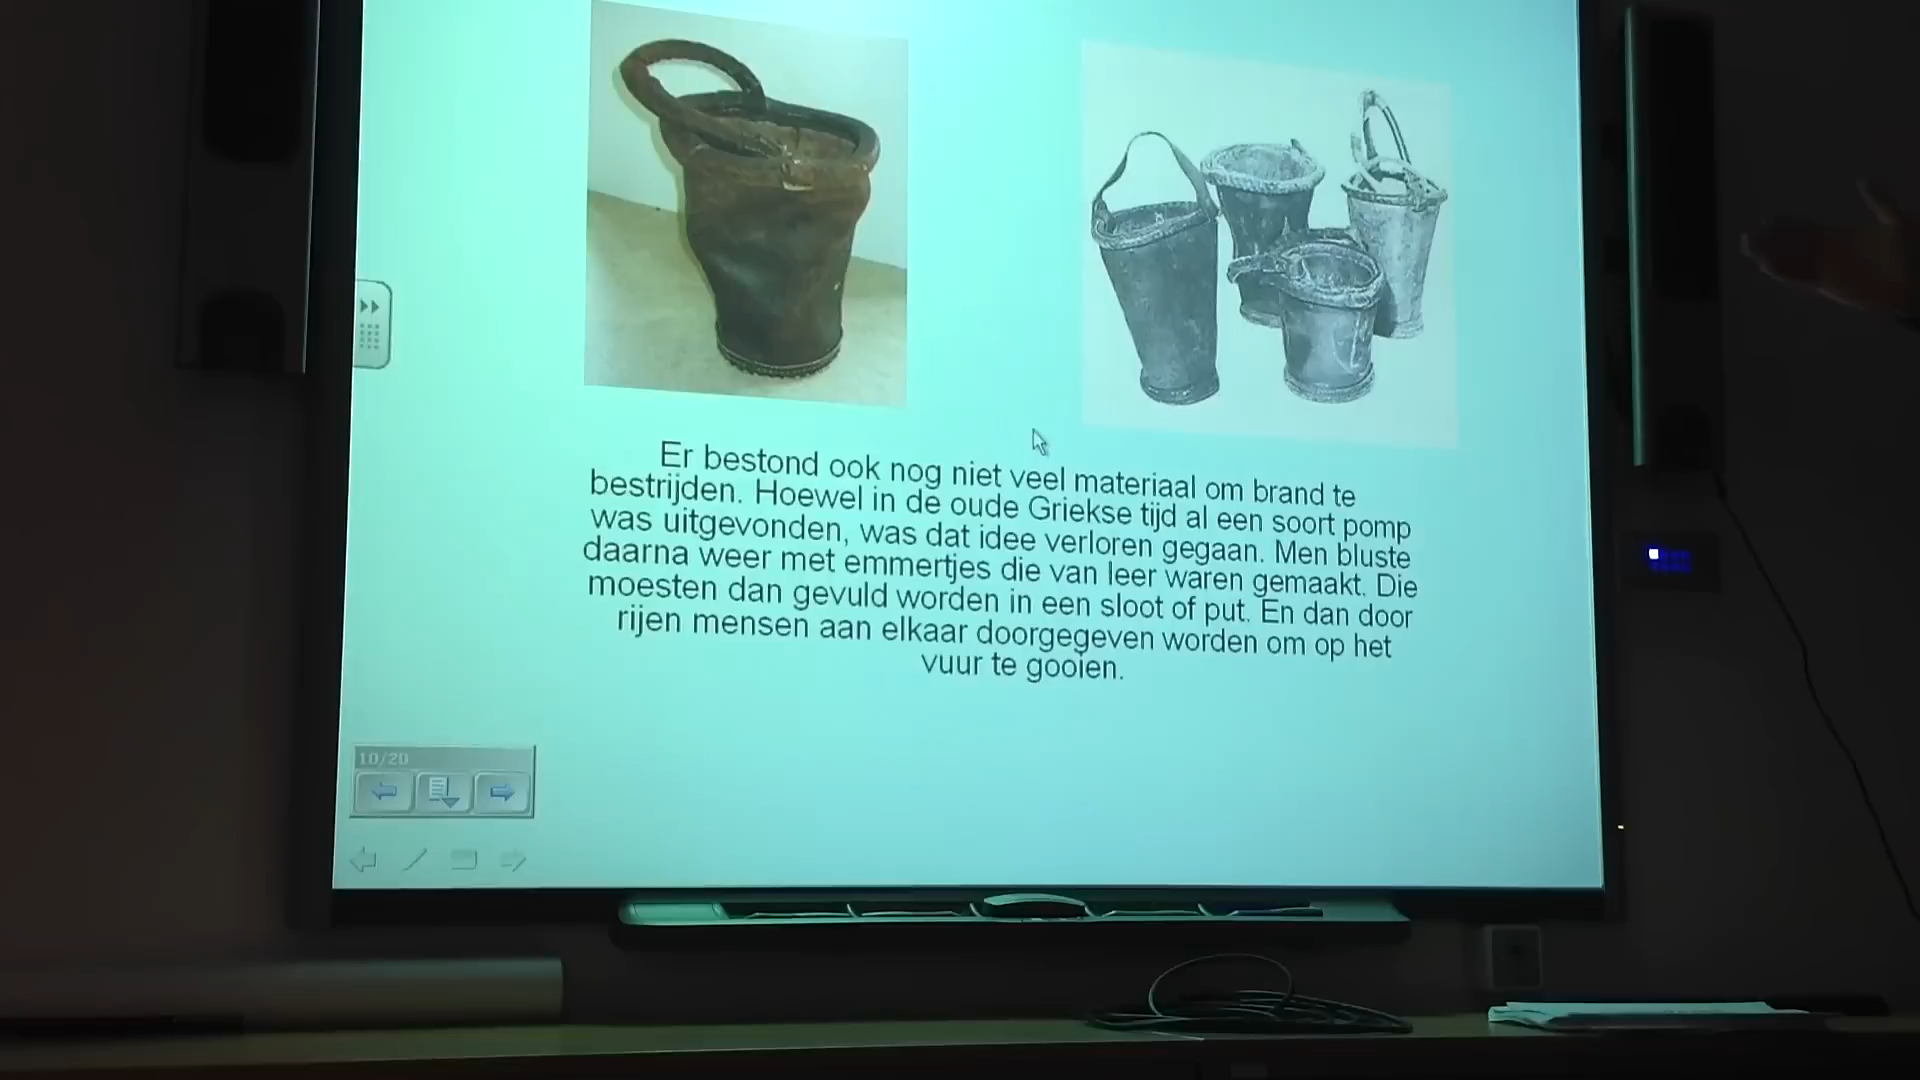 Er bestond ook nog niet veel materiaal om brand te
bestrijden. Hoewel in de oude Griekse tijd al een soort pomp
was uitgevonden, was dat idee verloren gegaan. Men bluste
daarna weer met emmertjes die van leer waren gemaakt. Die
moesten dan gevuld worden in een sloot of put. En dan door
rijen mensen aan elkaar doorgegeven worden om op het
vuur te gooien.
10/20